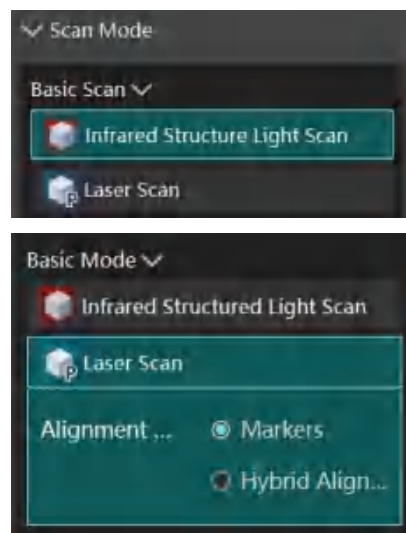 Scan Mode
Basic Scan
Infrared Structure Light Scan
Laser Scan
Basic Mode
Infrared Structured Light Scan
Laser Scan
Alignment ... Markers
Hybrid Align...